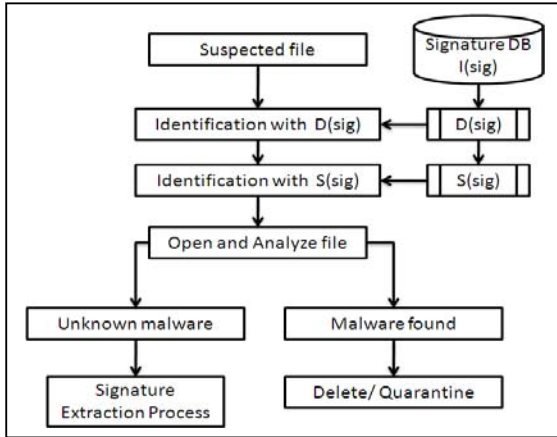 Suspected file
Signature DB
I(sig)
Identification with D(sig)
D(sig)
Identification with S(sig)
S(sig)
Open and Analyze file
Unknown malware
Malware found
Signature
Extraction Process
Delete/ Quarantine